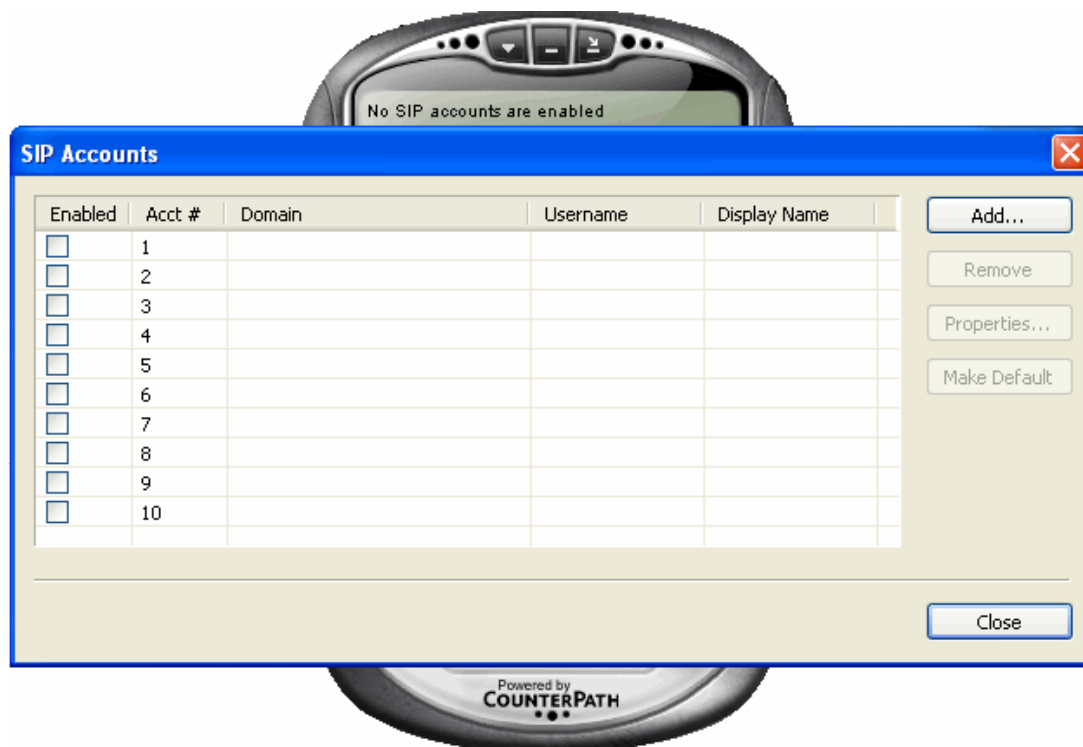 No SIP accounts are enabled
SIP Accounts
Enabled Acct # Domain Username Display Name
Add...
1
2
Remove
3
4
Properties...
5
6
Make Default
7
8
9
10
Close
Powered by
COUNTERPATH